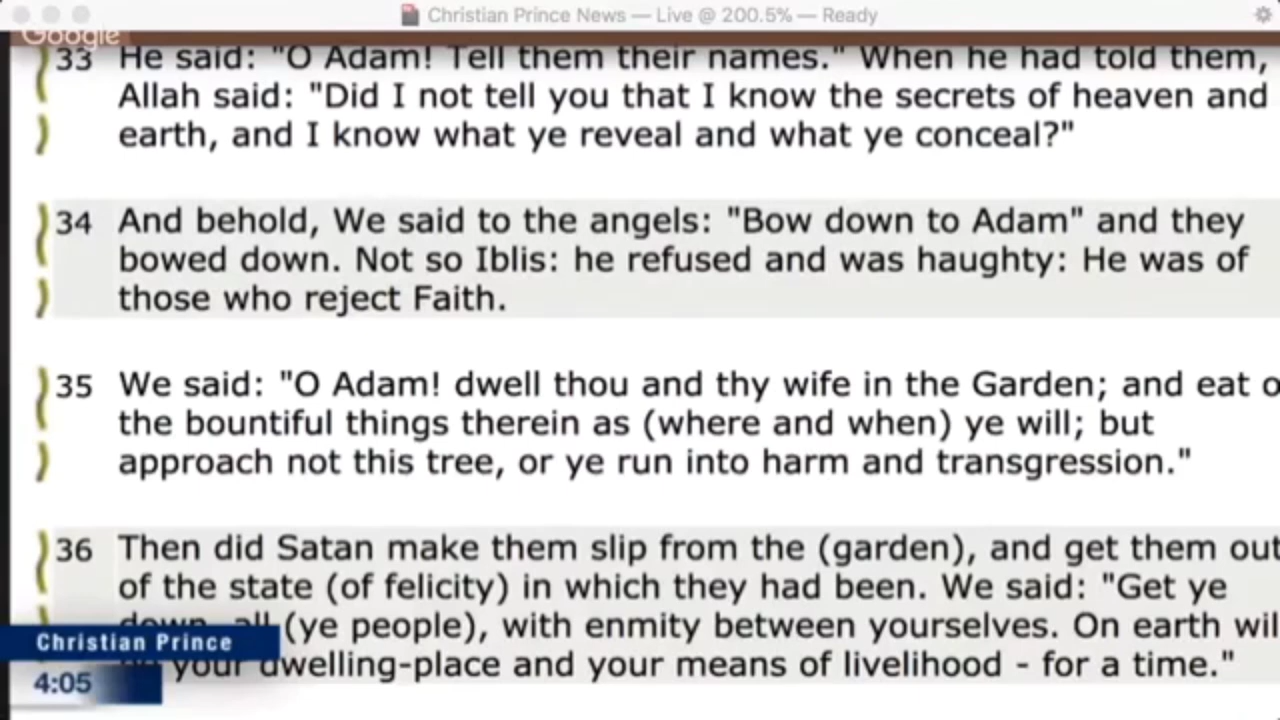 Christian Prince News — Live @ 200.5% — Ready
Google
33 He said: "O Adam! Tell them their names." When he had told them,
Allah said: "Did I not tell you that I know the secrets of heaven and
earth, and I know what ye reveal and what ye conceal?"
34 And behold, We said to the angels: "Bow down to Adam" and they
bowed down. Not so Iblis: he refused and was haughty: He was of
those who reject Faith.
35 We said: "O Adam! dwell thou and thy wife in the Garden; and eat o
the bountiful things therein as (where and when) ye will; but
approach not this tree, or ye run into harm and transgression."
36 Then did Satan make them slip from the (garden), and get them out
of the state (of felicity) in which they had been. We said: "Get ye
down, all (ye people), with enmity between yourselves. On earth wil
your dwelling-place and your means of livelihood - for a time."
Christian Prince
4:05